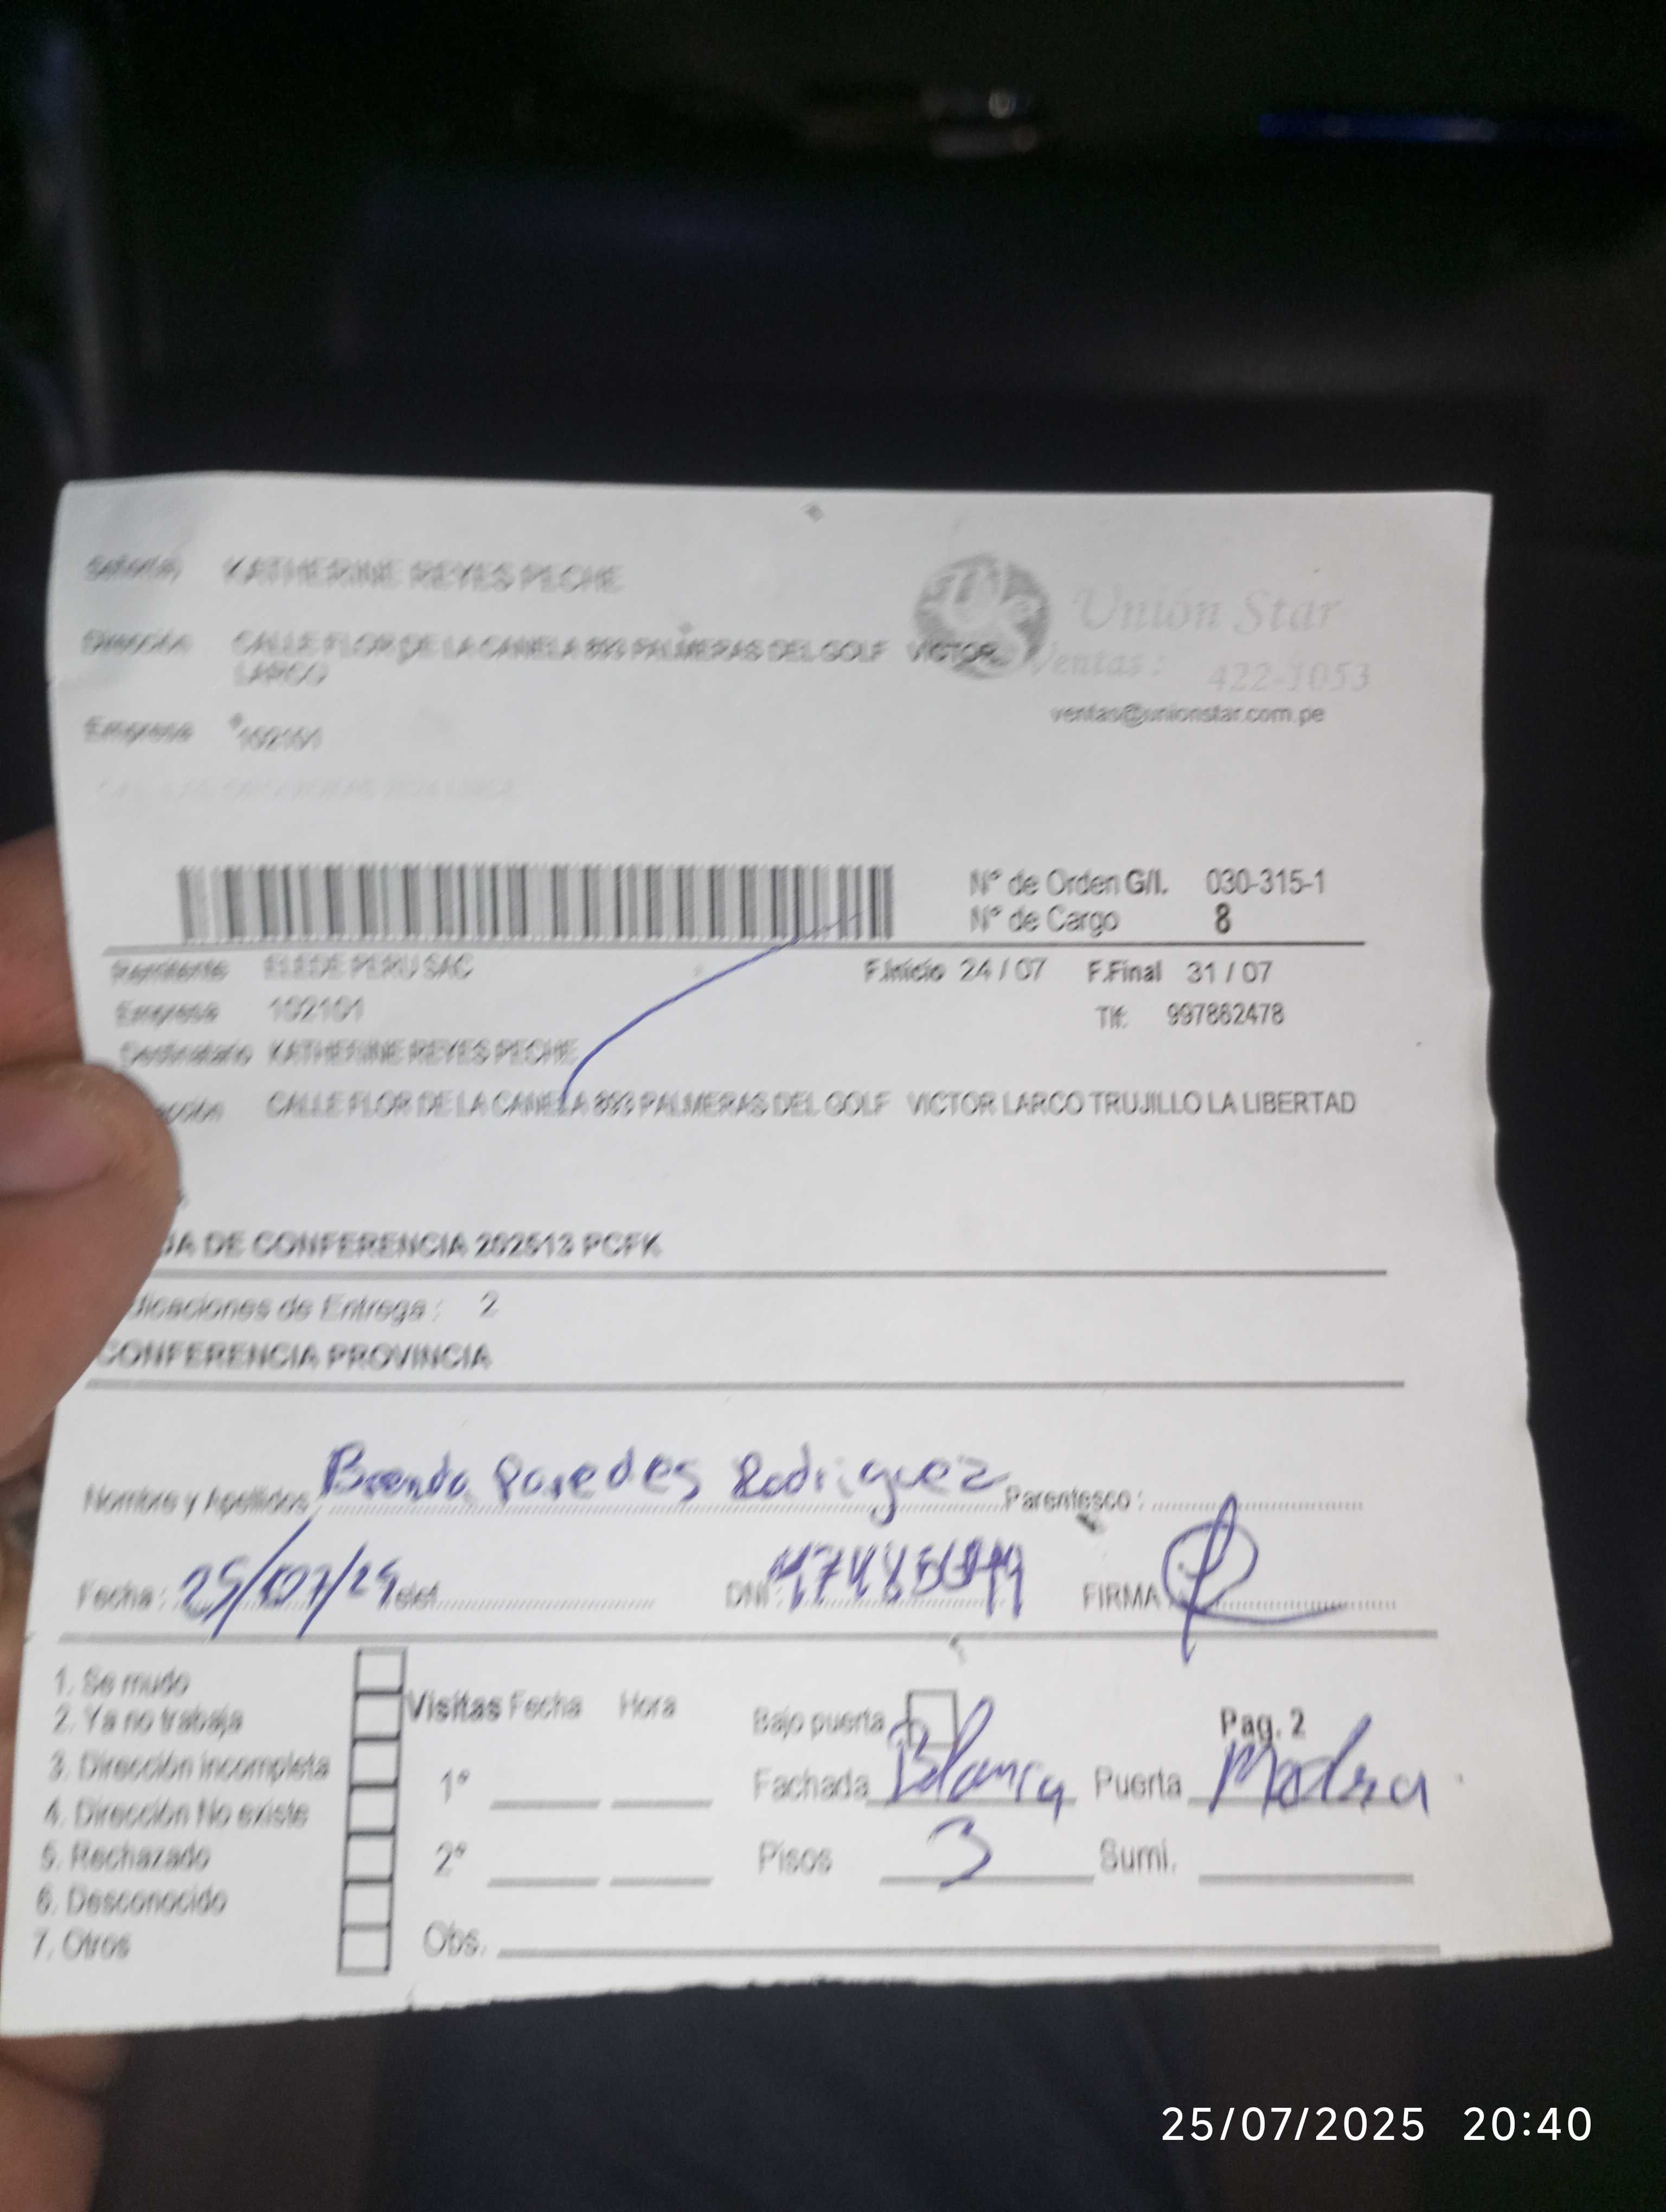 Señor(a) KATHERINE REYES PECHE
Unión Star
Dirección CALLE FLOR DE LA CANELA 893 PALMERAS DEL GOLF VICTOR
LARCO
Ventas: 422-1053
ventas@unionstar.com.pe
Empresa 102101
Nº de Orden G/I. 030-315-1
Nº de Cargo 8
Remitente PERU SAC F.Inicio 24 / 07 F.Final 31 / 07
Empresa 102101 Tlf: 997862478
Destinatario KATHERINE REYES PECHE
CALLE FLOR DE LA CANELA 893 PALMERAS DEL GOLF VICTOR LARCO TRUJILLO LA LIBERTAD
DE CONFERENCIA 202513 PCFK
dicaciones de Entrega : 2
CONFERENCIA PROVINCIA
Nombre y Apellidos Brenda Paredes Rodriguez Parentesco :
Fecha : 25/07/25 DNI : FIRMA
1. Se mudo
2. Ya no trabaja
3. Dirección incompleta
4. Dirección No existe
5. Rechazado
6. Desconocido
7. Otros
Visitas Fecha Hora
1º
2º
Obs.
Bajo puerta Pag. 2
Fachada Blanca Puerta Madera
Pisos 3 Sumi.
25/07/2025 20:40